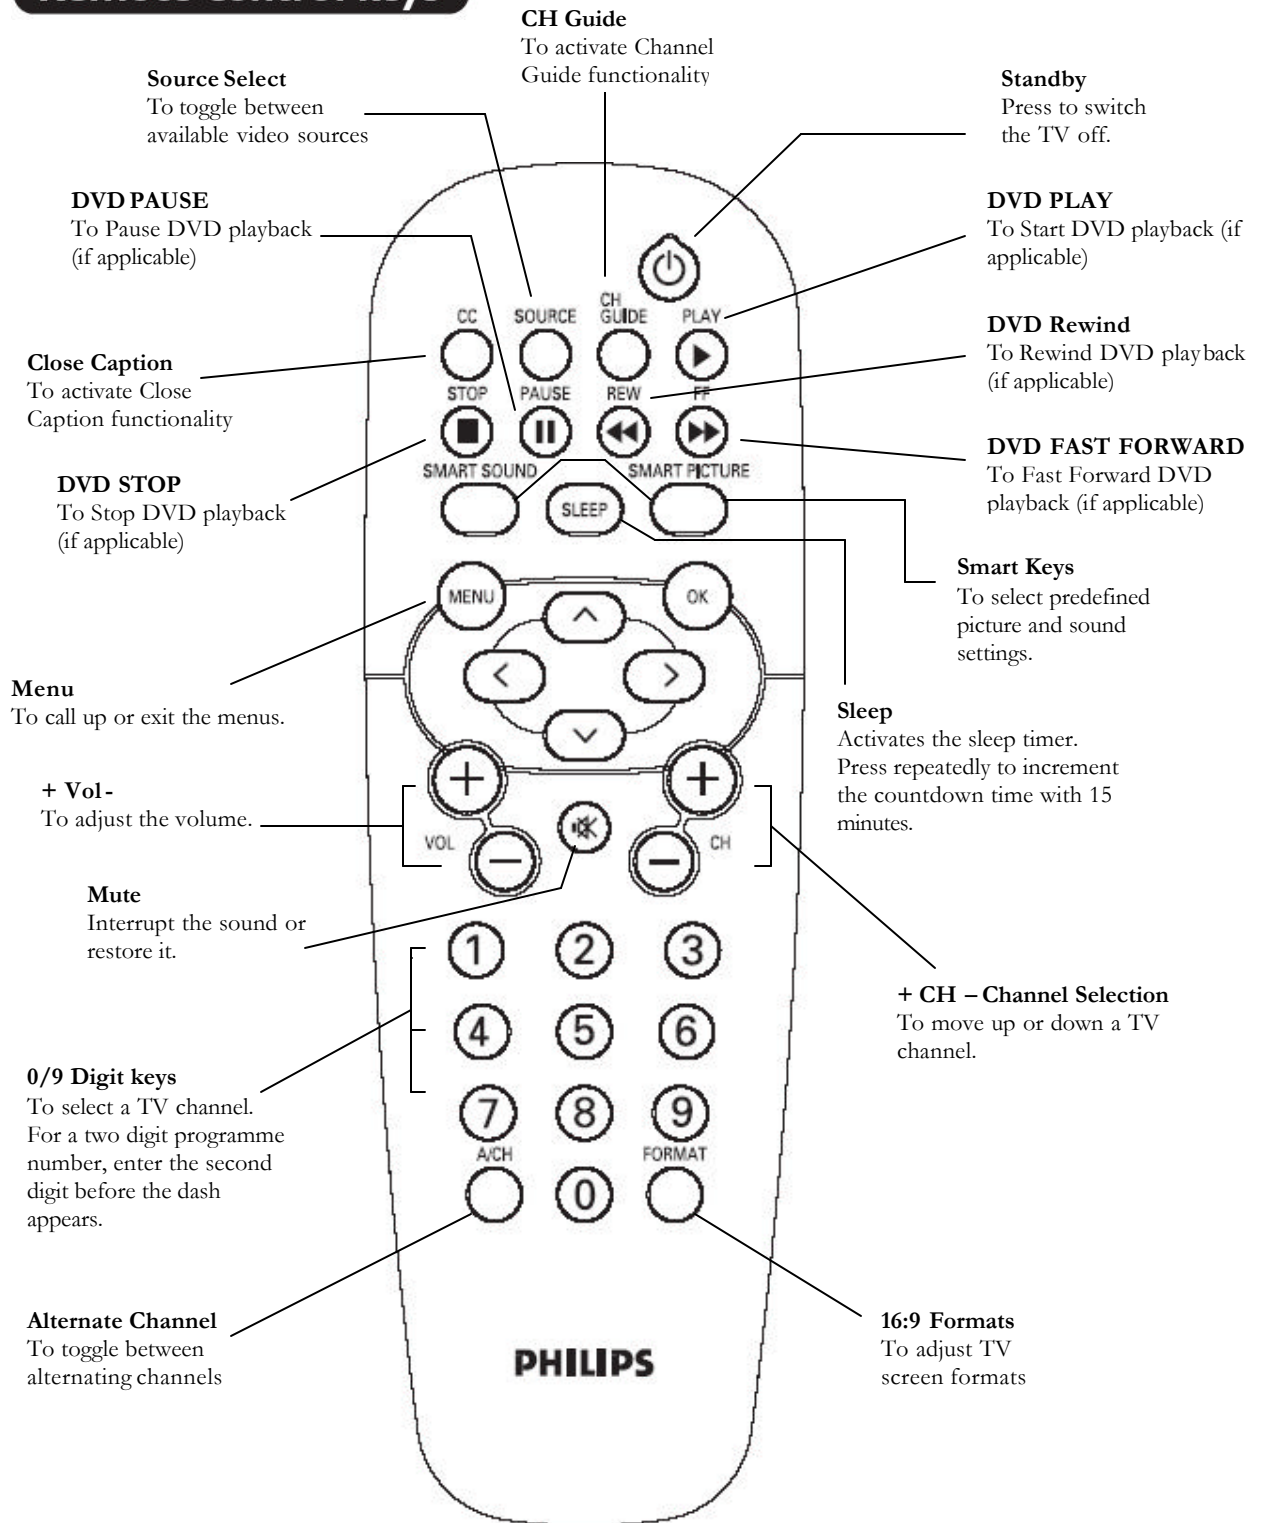 Remote Control Keys
CH Guide
To activate Channel
Guide functionality
Source Select
To toggle between
available video sources
Standby
Press to switch
the TV off.
DVD PAUSE
To Pause DVD playback
(if applicable)
DVD PLAY
To Start DVD playback (if
applicable)
DVD Rewind
To Rewind DVD playback
(if applicable)
Close Caption
To activate Close
Caption functionality
DVD FAST FORWARD
To Fast Forward DVD
playback (if applicable)
DVD STOP
To Stop DVD playback
(if applicable)
Smart Keys
To select predefined
picture and sound
settings.
Menu
To call up or exit the menus.
Sleep
Activates the sleep timer.
Press repeatedly to increment
the countdown time with 15
minutes.
+ Vol -
To adjust the volume.
Mute
Interrupt the sound or
restore it.
+ CH – Channel Selection
To move up or down a TV
channel.
0/9 Digit keys
To select a TV channel.
For a two digit programme
number, enter the second
digit before the dash
appears.
Alternate Channel
To toggle between
alternating channels
16:9 Formats
To adjust TV
screen formats
CC SOURCE CH GUIDE PLAY
STOP PAUSE REW FF
SMART SOUND SMART PICTURE
SLEEP
MENU OK
+ +
VOL CH
- -
1 2 3
4 5 6
7 8 9
A/CH FORMAT
0
PHILIPS